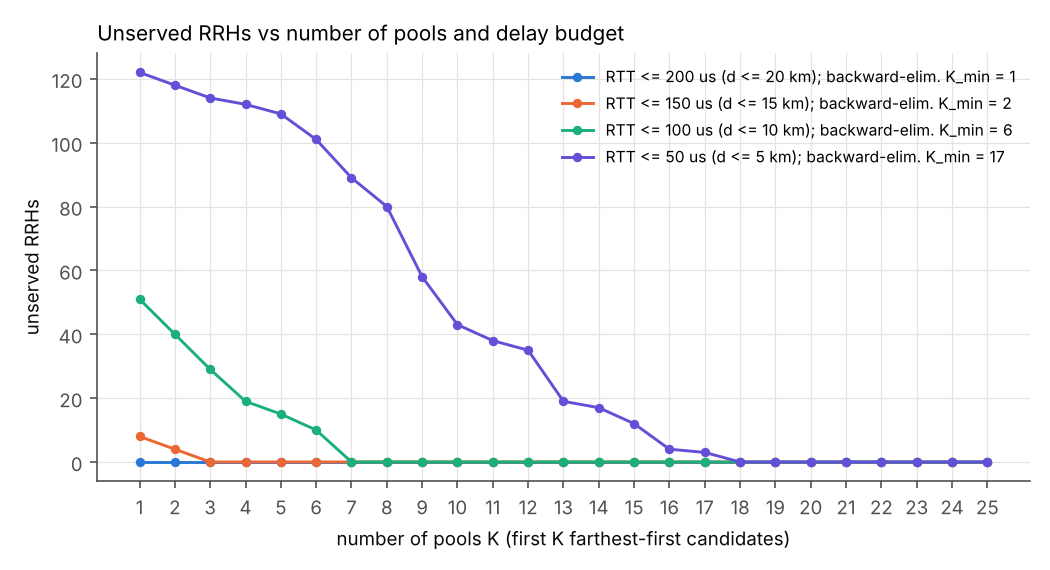 Unserved RRHs vs number of pools and delay budget
RTT <= 200 us (d <= 20 km); backward-elim. K_min = 1
RTT <= 150 us (d <= 15 km); backward-elim. K_min = 2
RTT <= 100 us (d <= 10 km); backward-elim. K_min = 6
RTT <= 50 us (d <= 5 km); backward-elim. K_min = 17
unserved RRHs
120
100
80
60
40
20
0
1 2 3 4 5 6 7 8 9 10 11 12 13 14 15 16 17 18 19 20 21 22 23 24 25
number of pools K (first K farthest-first candidates)